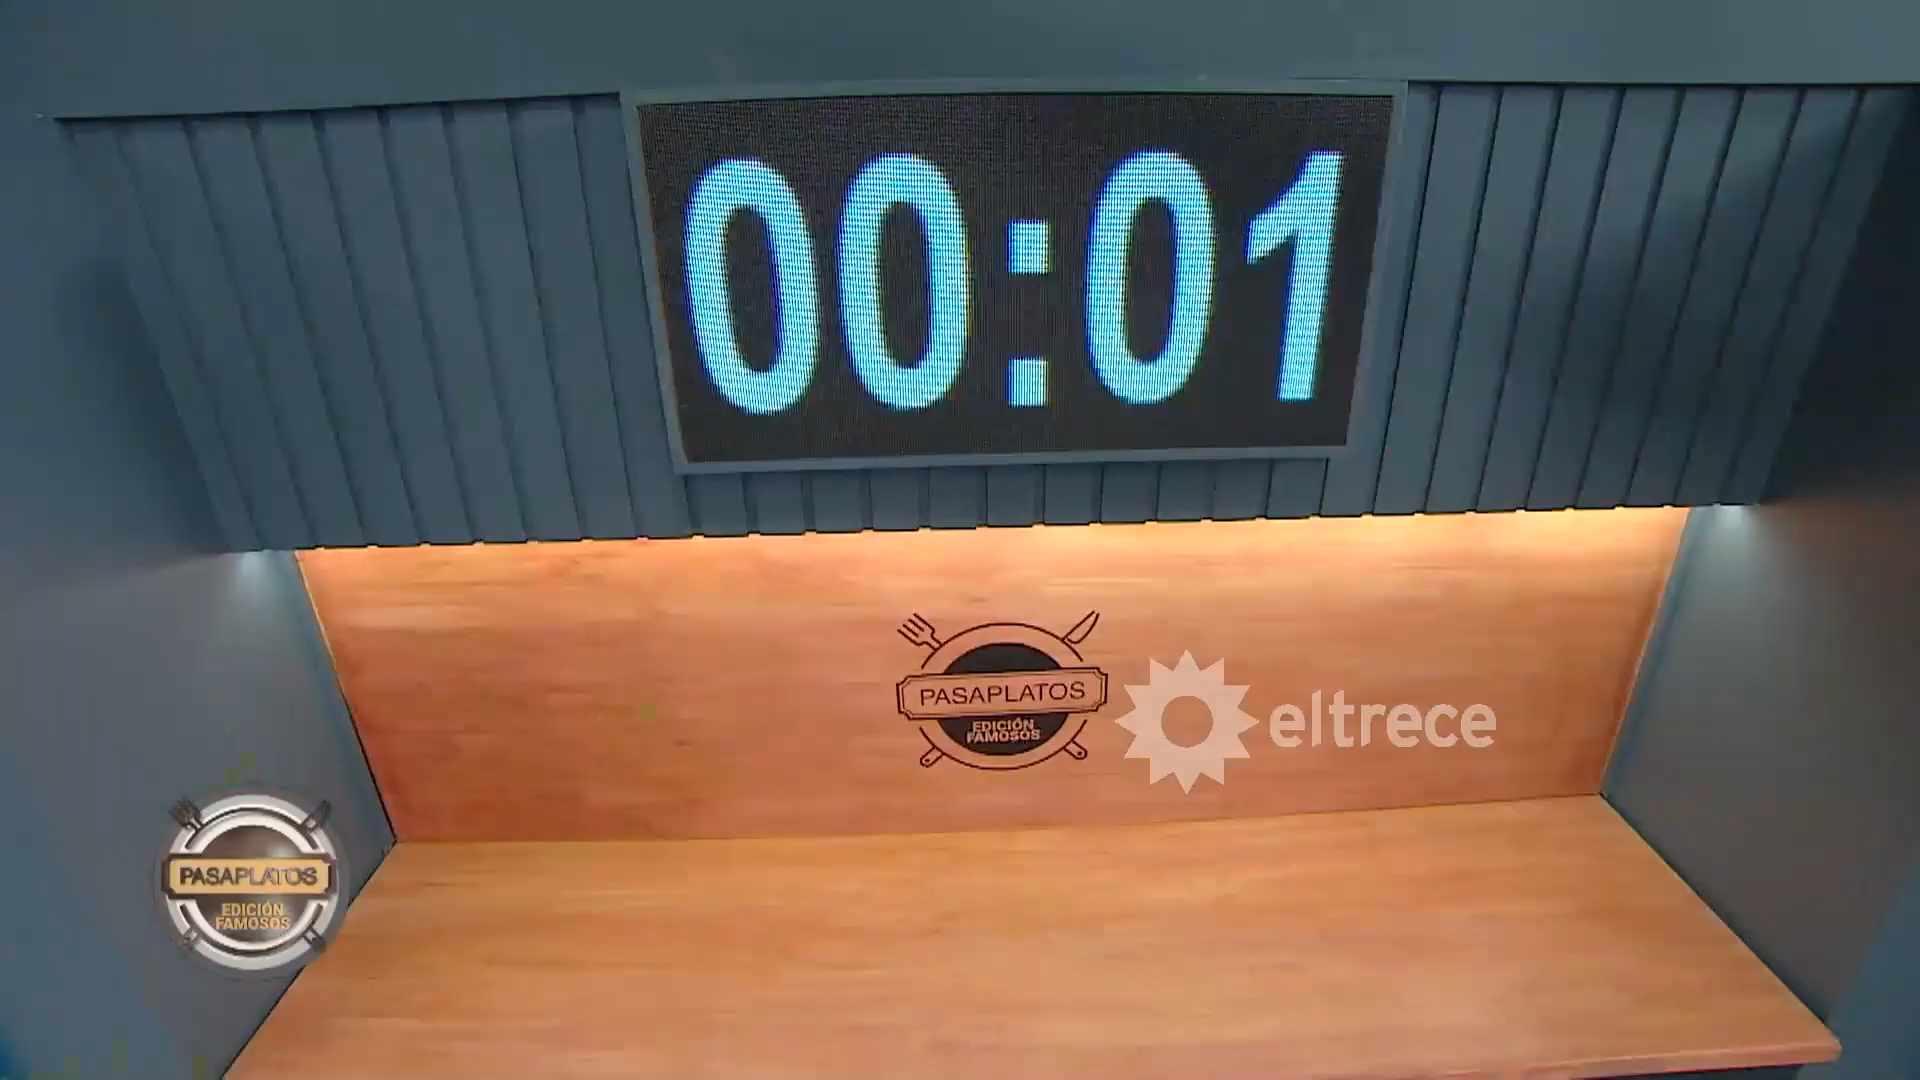 00:01
PASAPLATOS
EDICIÓN
FAMOSOS
eltrece
PASAPLATOS
EDICIÓN
FAMOSOS